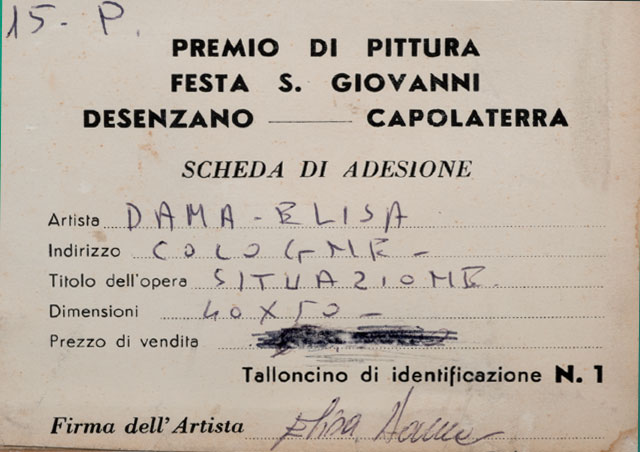 15. P.
PREMIO DI PITTURA
FESTA S. GIOVANNI
DESENZANO — CAPOLATERRA
SCHEDA DI ADESIONE
Artista DAMA - ELISA
Indirizzo COLOGNE -
Titolo dell'opera SITUAZIONE
Dimensioni 40 X 50 -
Prezzo di vendita
Talloncino di identificazione N. 1
Firma dell'Artista Elisa Dama